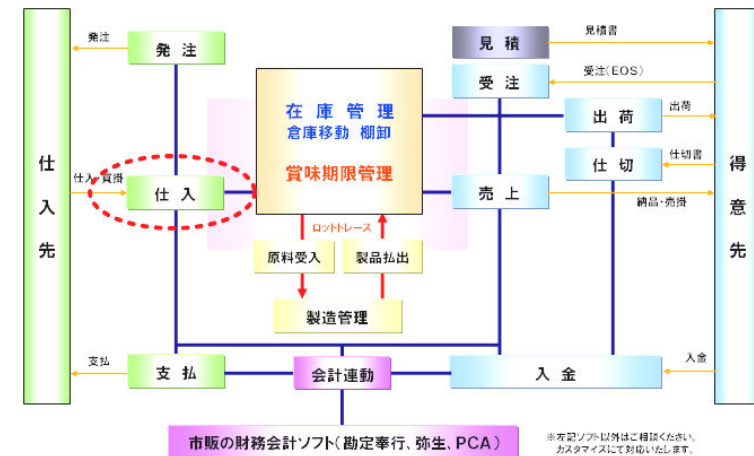 発注
発注
見積
見積書
受注
受注(EOS)
在庫管理
倉庫移動 棚卸
賞味期限管理
出荷
出荷
仕切
仕切書
仕入先
仕入・買掛
仕入
売上
納品・売掛
得意先
ロットトレース
原料受入
製品払出
製造管理
支払
支払
会計連動
入金
入金
市販の財務会計ソフト(勘定奉行、弥生、PCA)
※左記ソフト以外はご相談ください。
カスタマイズにて対応いたします。